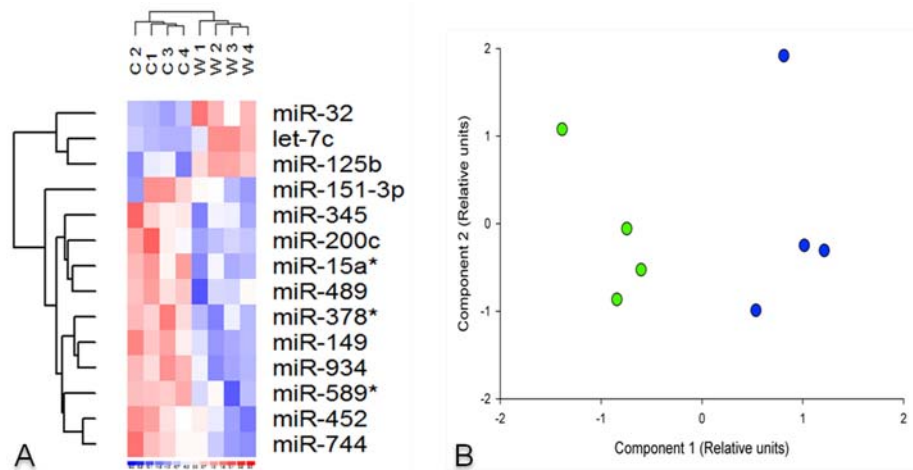 C 2
C 1
C 3
C 4
W 1
W 2
W 3
W 4
miR-32
let-7c
miR-125b
miR-151-3p
miR-345
miR-200c
miR-15a*
miR-489
miR-378*
miR-149
miR-934
miR-589*
miR-452
miR-744
A
2
1
0
-1
-2
Component 2 (Relative units)
-2
-1
0
1
2
Component 1 (Relative units)
B